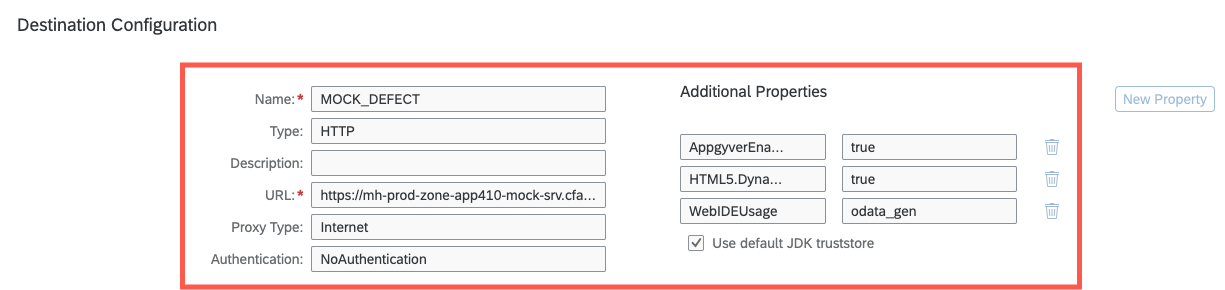 Destination Configuration
Name:* MOCK_DEFECT
Type: HTTP
Description:
URL:* https://mh-prod-zone-app410-mock-srv.cfa...
Proxy Type: Internet
Authentication: NoAuthentication
Additional Properties
AppgyverEna... true
HTML5.Dyna... true
WebIDEUsage odata_gen
Use default JDK truststore
New Property